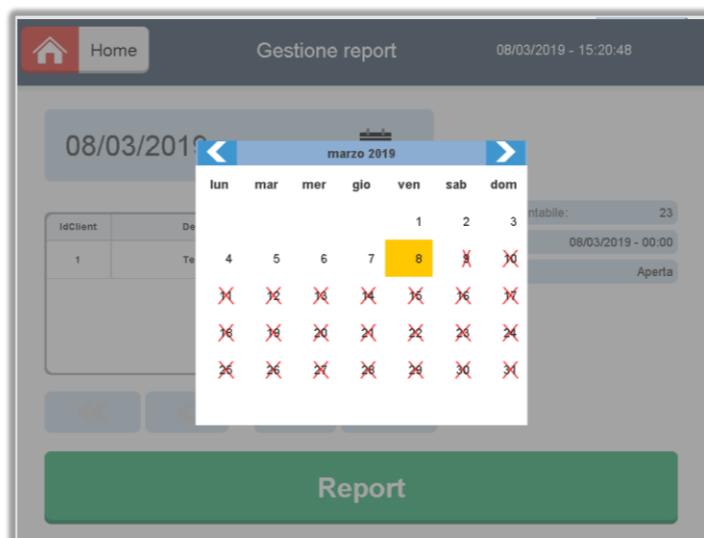 Home Gestione report 08/03/2019 - 15:20:48
08/03/2019
marzo 2019
lun mar mer gio ven sab dom
1 2 3
4 5 6 7 8 9 10
11 12 13 14 15 16 17
18 19 20 21 22 23 24
25 26 27 28 29 30 31
IdClient De
1 Te
ntabile: 23
08/03/2019 - 00:00
Aperta
Report